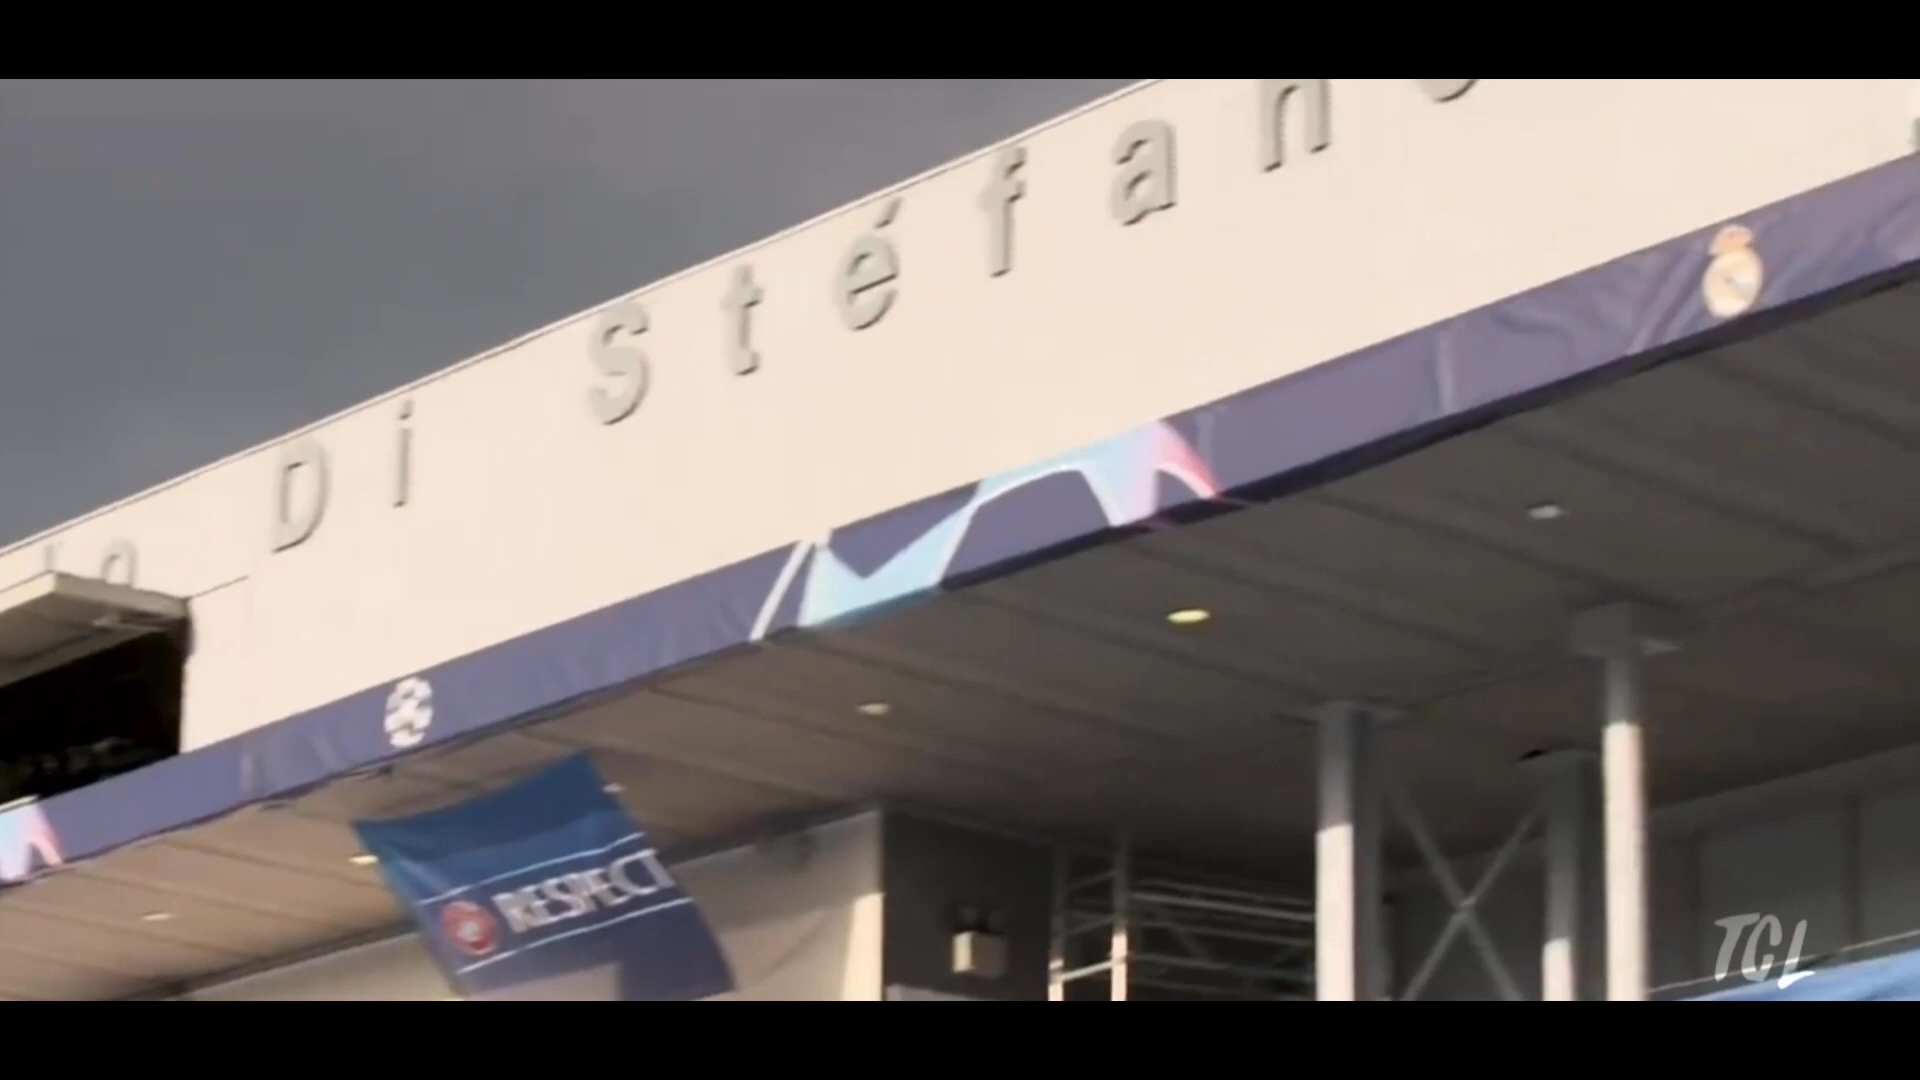 o Di Stéfano
RESPECT
TCL